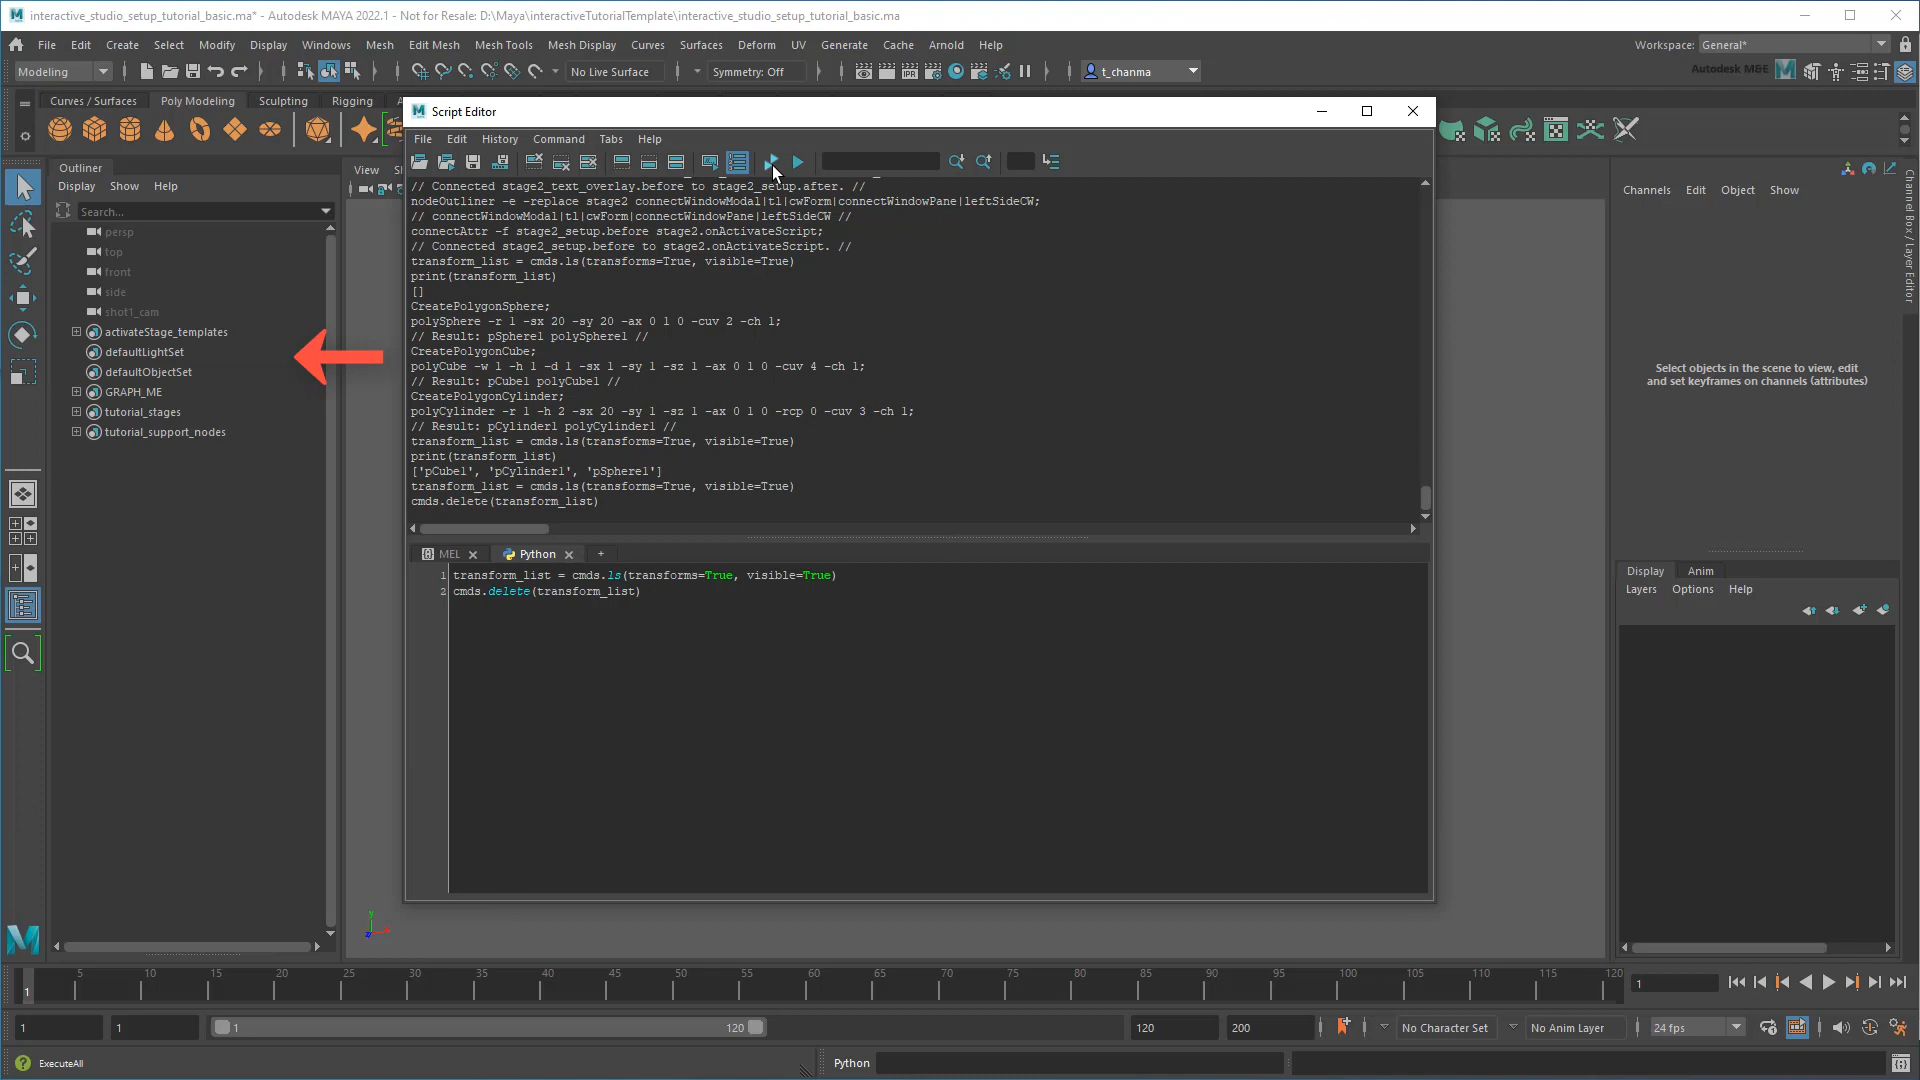 interactive_studio_setup_tutorial_basic.ma* - Autodesk MAYA 2022.1 - Not for Resale: D:\Maya\interactiveTutorialTemplate\interactive_studio_setup_tutorial_basic.ma
File Edit Create Select Modify Display Windows Mesh Edit Mesh Mesh Tools Mesh Display Curves Surfaces Deform UV Generate Cache Arnold Help
Workspace: General*
Modeling
No Live Surface
Symmetry: Off
IPR
t_chanma
Autodesk M&E
Curves / Surfaces Poly Modeling Sculpting Rigging
Script Editor
File Edit History Command Tabs Help
Outliner
Display Show Help
Search...
persp
top
front
side
shot1_cam
activateStage_templates
defaultLightSet
defaultObjectSet
GRAPH_ME
tutorial_stages
tutorial_support_nodes
View
// Connected stage2_text_overlay.before to stage2_setup.after. //
nodeOutliner -e -replace stage2 connectWindowModal|tl|cwForm|connectWindowPane|leftSideCW;
// connectWindowModal|tl|cwForm|connectWindowPane|leftSideCW //
connectAttr -f stage2_setup.before stage2.onActivateScript;
// Connected stage2_setup.before to stage2.onActivateScript. //
transform_list = cmds.ls(transforms=True, visible=True)
print(transform_list)
[]
CreatePolygonSphere;
polySphere -r 1 -sx 20 -sy 20 -ax 0 1 0 -cuv 2 -ch 1;
// Result: pSphere1 polySphere1 //
CreatePolygonCube;
polyCube -w 1 -h 1 -d 1 -sx 1 -sy 1 -sz 1 -ax 0 1 0 -cuv 4 -ch 1;
// Result: pCube1 polyCube1 //
CreatePolygonCylinder;
polyCylinder -r 1 -h 2 -sx 20 -sy 1 -sz 1 -ax 0 1 0 -rcp 0 -cuv 3 -ch 1;
// Result: pCylinder1 polyCylinder1 //
transform_list = cmds.ls(transforms=True, visible=True)
print(transform_list)
['pCube1', 'pCylinder1', 'pSphere1']
transform_list = cmds.ls(transforms=True, visible=True)
cmds.delete(transform_list)
MEL Python +
1 transform_list = cmds.ls(transforms=True, visible=True)
2 cmds.delete(transform_list)
Channels Edit Object Show
Channel Box / Layer Editor
Select objects in the scene to view, edit
and set keyframes on channels (attributes)
Display Anim
Layers Options Help
y
5 10 15 20 25 30 35 40 45 50 55 60 65 70 75 80 85 90 95 100 105 110 115 120
1
1
1 1 1 120 120 200 No Character Set No Anim Layer 24 fps
ExecuteAll
Python